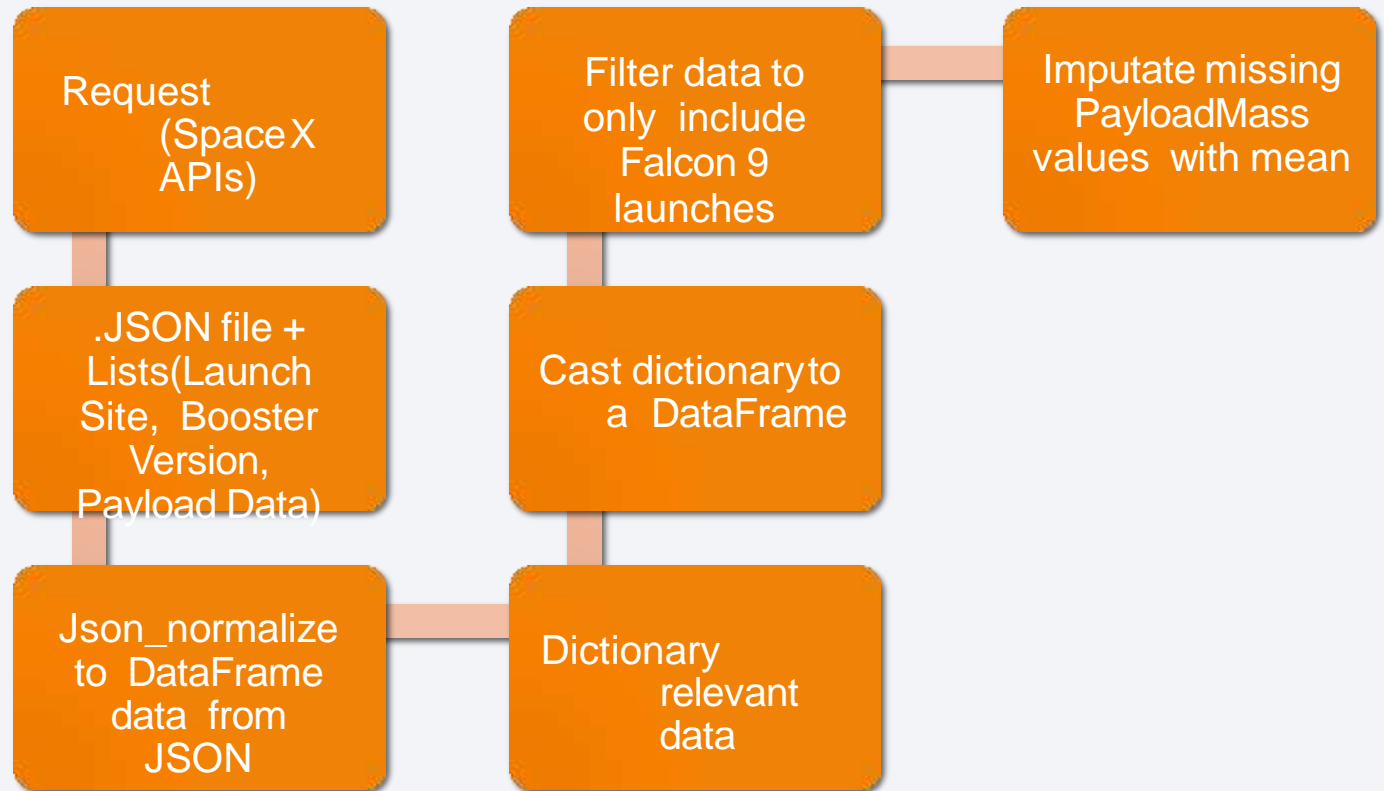 Request
(SpaceX
APIs)
.JSON file +
Lists(Launch
Site, Booster
Version,
Payload Data)
Json_normalize
to DataFrame
data from
JSON
Dictionary
relevant
data
Cast dictionary to
a DataFrame
Filter data to
only include
Falcon 9
launches
Imputate missing
PayloadMass
values with mean